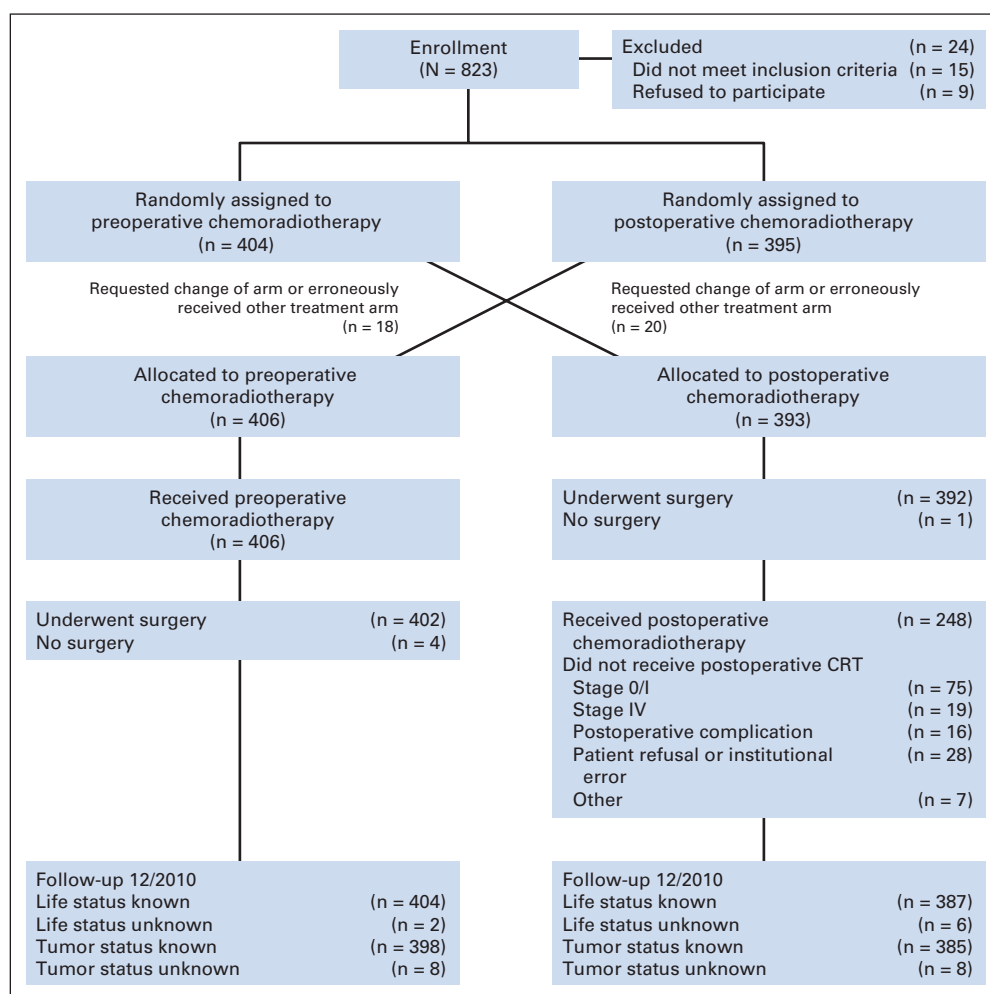 Enrollment
(N = 823)
Excluded (n = 24)
Did not meet inclusion criteria (n = 15)
Refused to participate (n = 9)
Randomly assigned to
preoperative chemoradiotherapy
(n = 404)
Randomly assigned to
postoperative chemoradiotherapy
(n = 395)
Requested change of arm or erroneously
received other treatment arm
(n = 18)
Requested change of arm or erroneously
received other treatment arm
(n = 20)
Allocated to preoperative
chemoradiotherapy
(n = 406)
Allocated to postoperative
chemoradiotherapy
(n = 393)
Received preoperative
chemoradiotherapy
(n = 406)
Underwent surgery (n = 392)
No surgery (n = 1)
Underwent surgery (n = 402)
No surgery (n = 4)
Received postoperative (n = 248)
chemoradiotherapy
Did not receive postoperative CRT
Stage 0/I (n = 75)
Stage IV (n = 19)
Postoperative complication (n = 16)
Patient refusal or institutional (n = 28)
error
Other (n = 7)
Follow-up 12/2010
Life status known (n = 404)
Life status unknown (n = 2)
Tumor status known (n = 398)
Tumor status unknown (n = 8)
Follow-up 12/2010
Life status known (n = 387)
Life status unknown (n = 6)
Tumor status known (n = 385)
Tumor status unknown (n = 8)